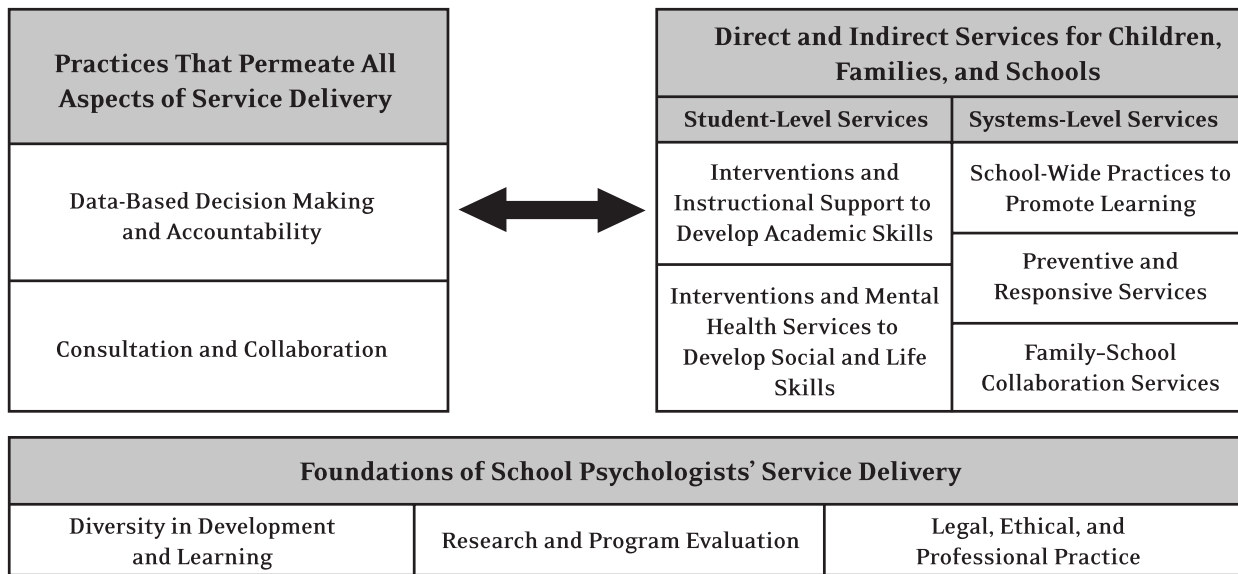 Practices That Permeate All
Aspects of Service Delivery
Data-Based Decision Making
and Accountability
Consultation and Collaboration
Direct and Indirect Services for Children,
Families, and Schools
Student-Level Services
Systems-Level Services
Interventions and
Instructional Support to
Develop Academic Skills
Interventions and Mental
Health Services to
Develop Social and Life
Skills
School-Wide Practices to
Promote Learning
Preventive and
Responsive Services
Family–School
Collaboration Services
Foundations of School Psychologists’ Service Delivery
Diversity in Development
and Learning
Research and Program Evaluation
Legal, Ethical, and
Professional Practice